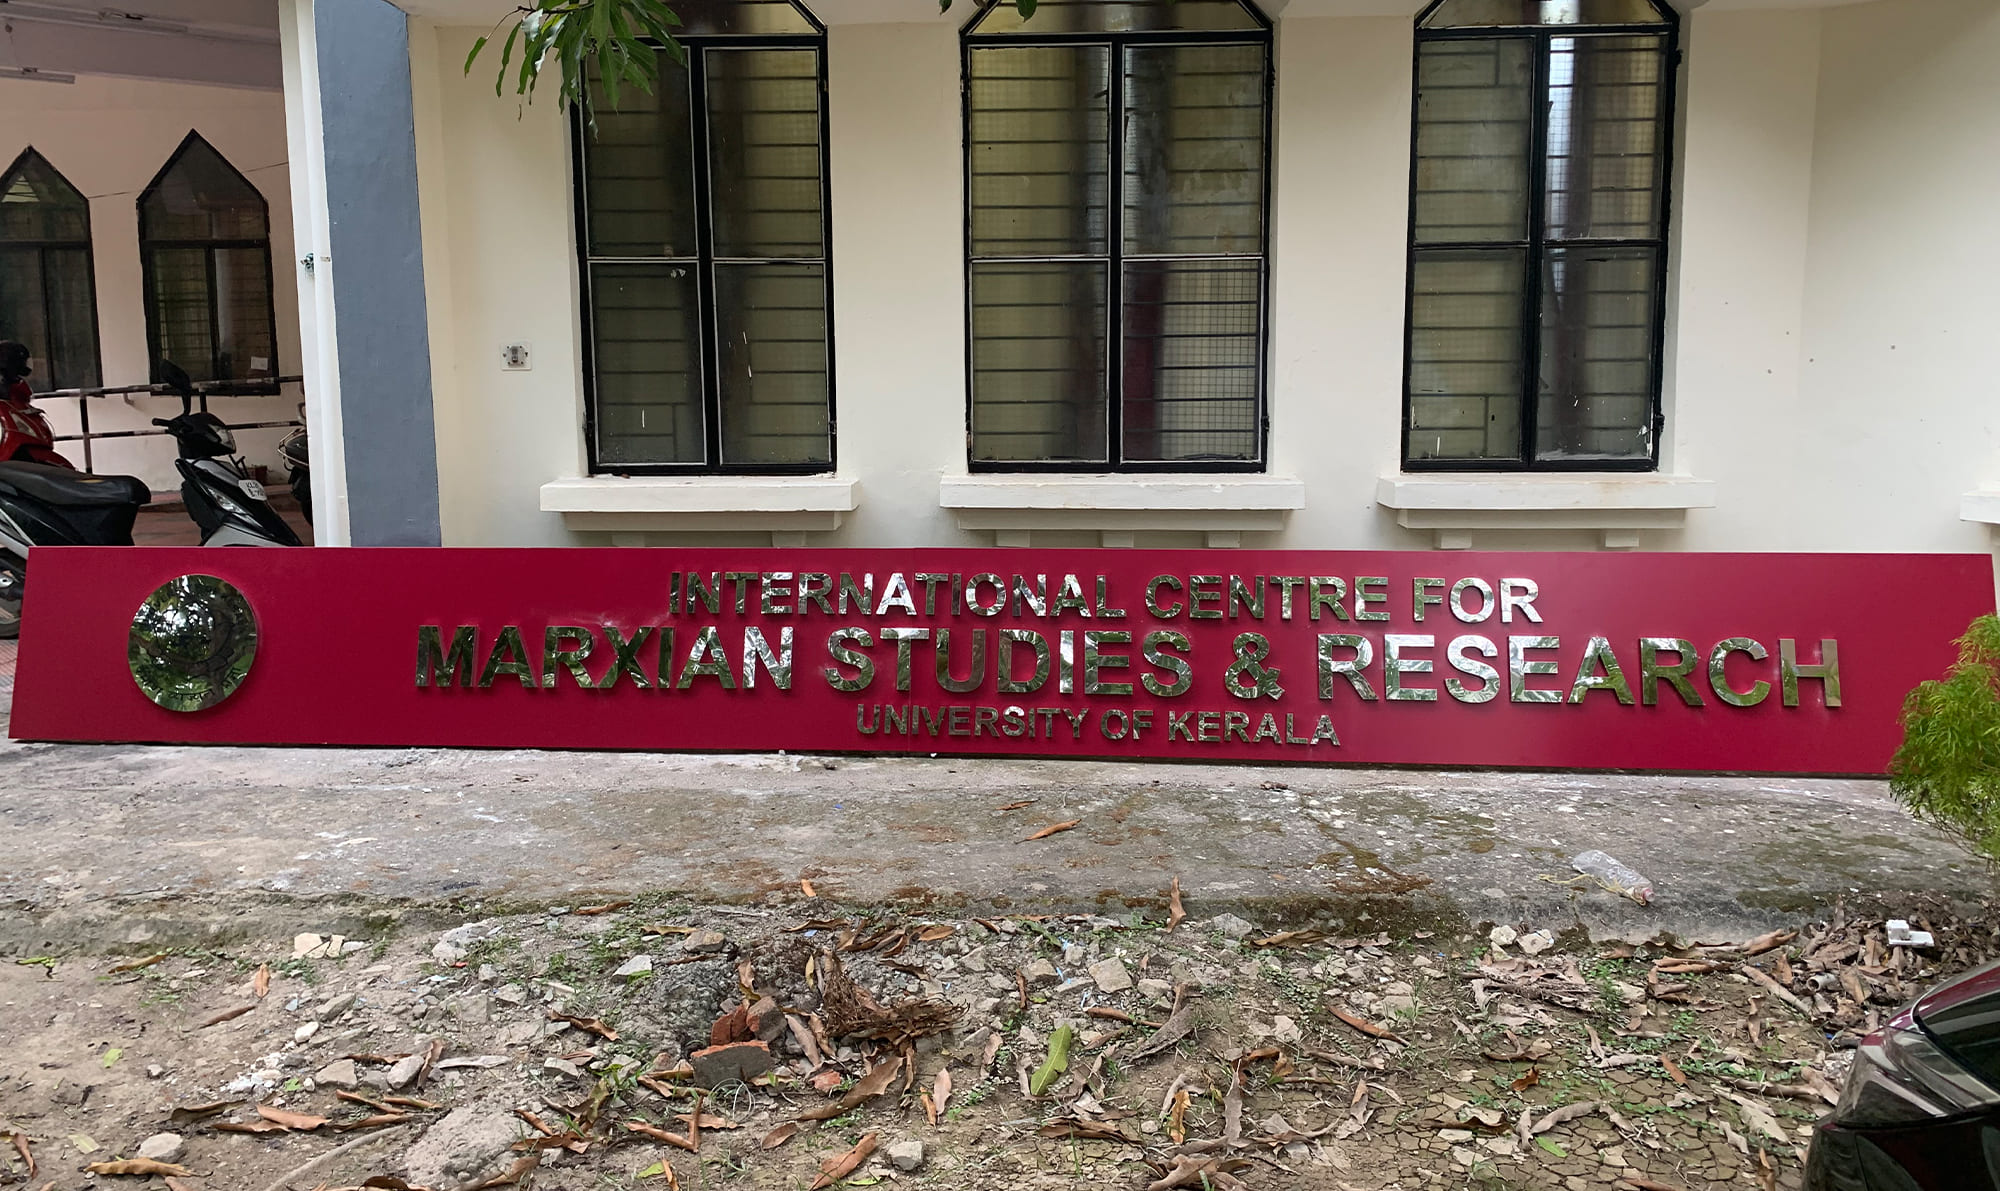 INTERNATIONAL CENTRE FOR
MARXIAN STUDIES & RESEARCH
UNIVERSITY OF KERALA